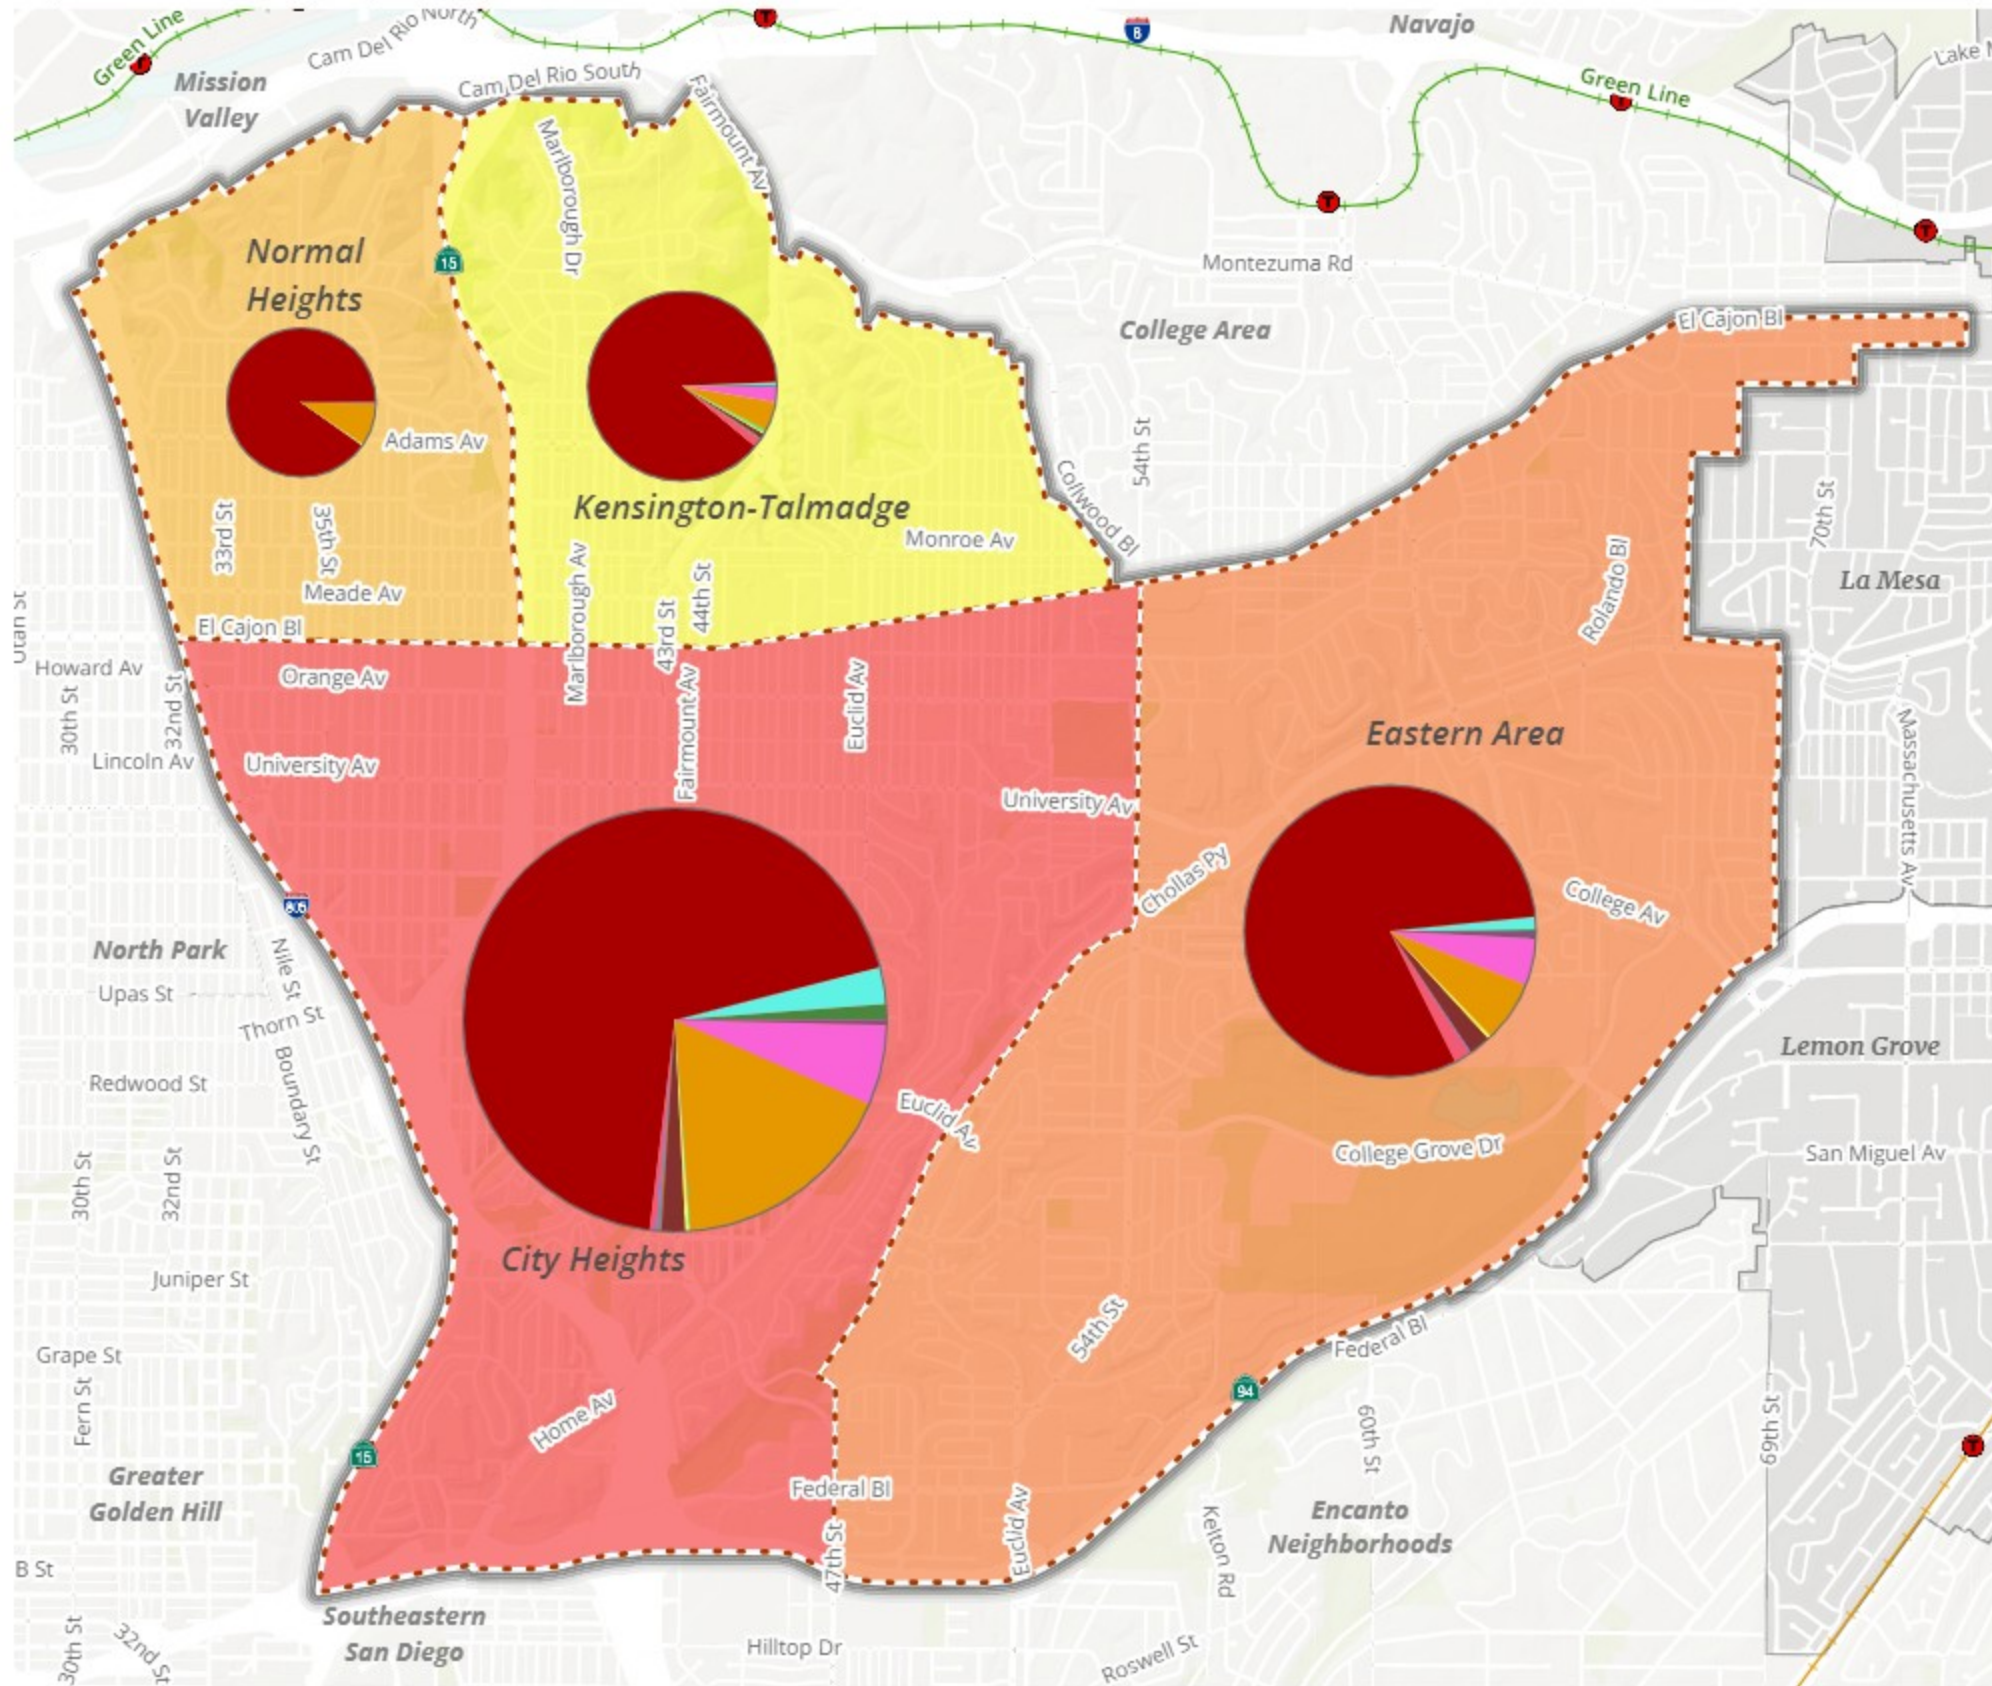 Green Line
Cam Del Rio North
8
Navajo
Mission
Valley
Cam Del Rio South
Fairmount Av
Green Line
Marlborough Dr
Normal
Heights
15
Montezuma Rd
El Cajon Bl
College Area
Adams Av
54th St
Kensington-Talmadge
Collwood Bl
Monroe Av
33rd St
35th St
Meade Av
Rolando Bl
70th St
La Mesa
El Cajon Bl
Marlborough Av
43rd St
44th St
Howard Av
Orange Av
30th St
32nd St
Fairmount Av
Euclid Av
Massachusetts Av
Eastern Area
Lincoln Av
University Av
University Av
Chollas Py
College Av
805
North Park
Nile St
Upas St
Thorn St
Boundary St
Lemon Grove
Redwood St
Euclid Av
College Grove Dr
San Miguel Av
30th St
32nd St
City Heights
Juniper St
54th St
Federal Bl
Grape St
Fern St
94
Home Av
60th St
69th St
15
Greater
Golden Hill
Federal Bl
Euclid Av
Kelton Rd
Encanto
Neighborhoods
B St
47th St
Southeastern
San Diego
30th St
32nd St
Hilltop Dr
Roswell St